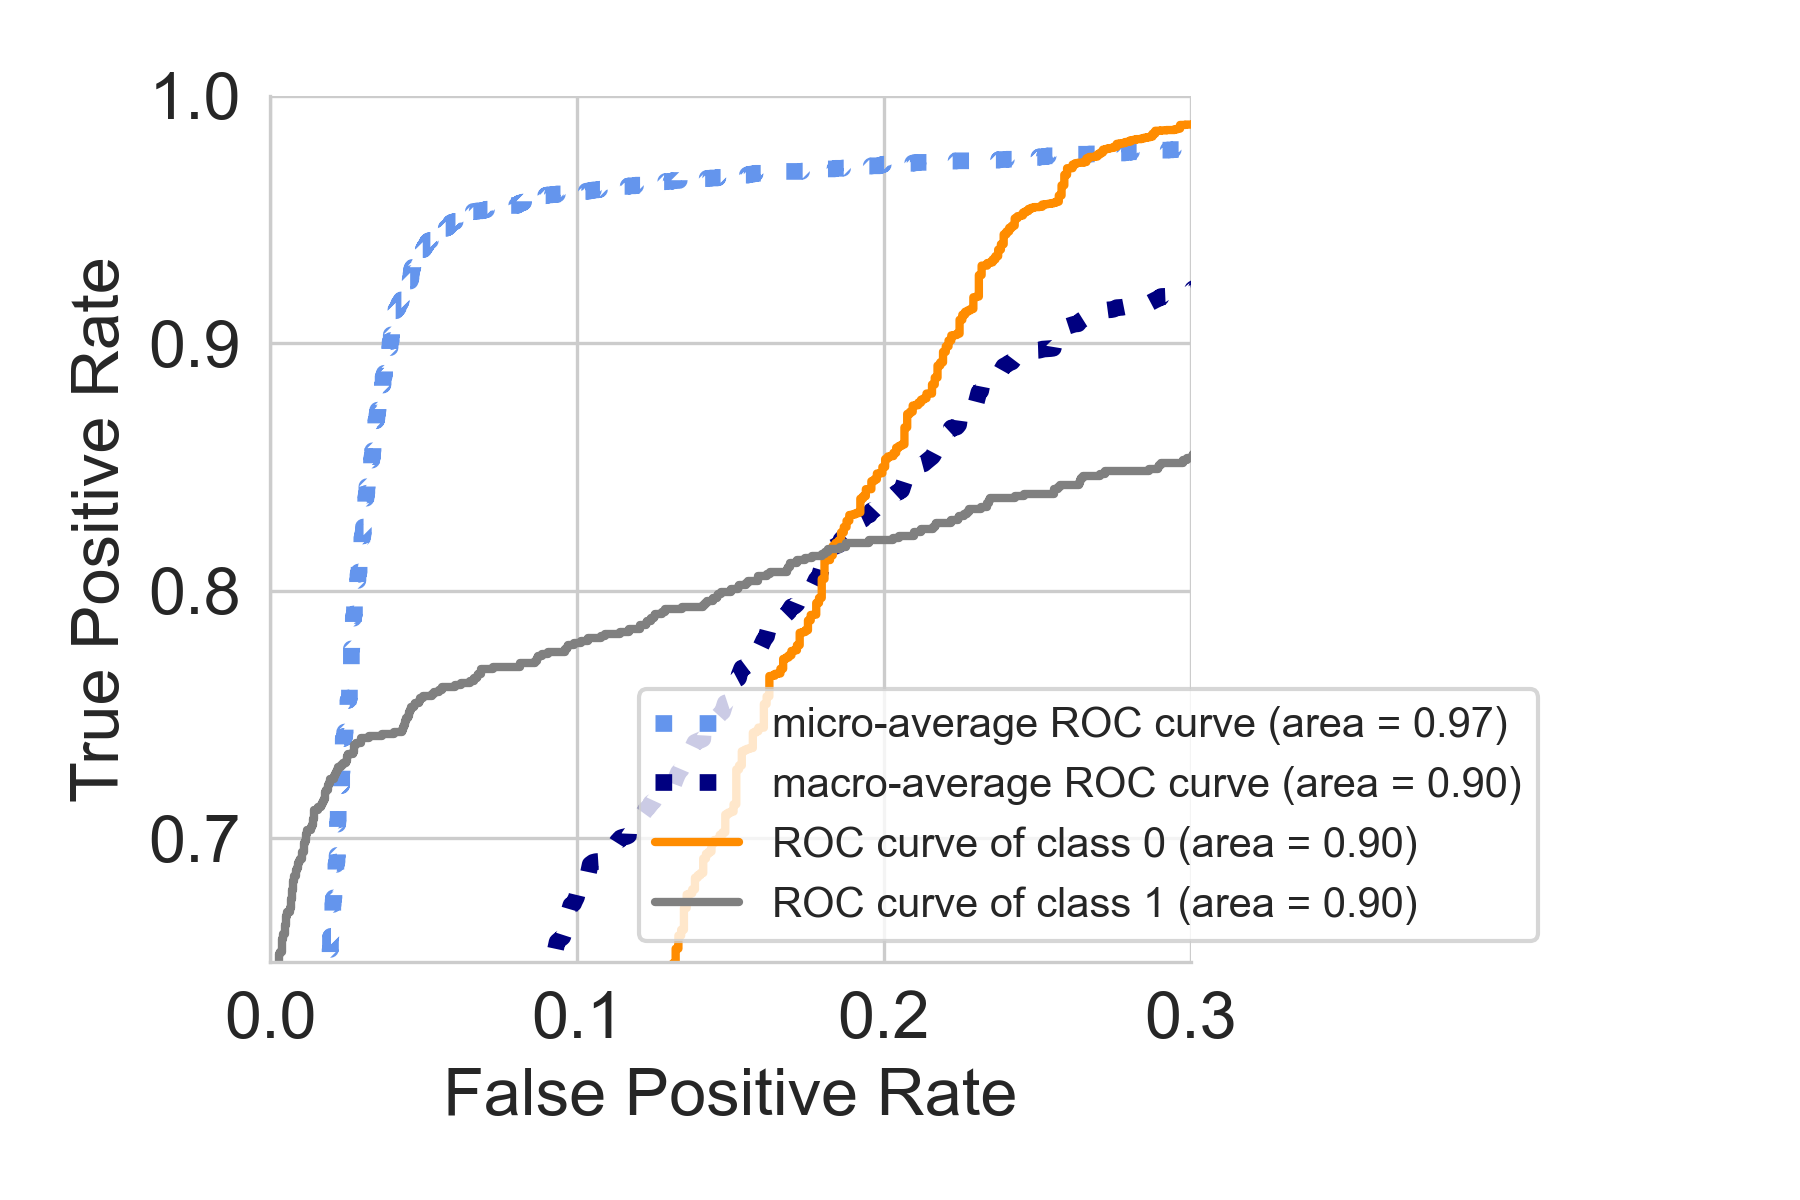 1.0
0.9
0.8
0.7
True Positive Rate
micro-average ROC curve (area = 0.97)
macro-average ROC curve (area = 0.90)
ROC curve of class 0 (area = 0.90)
ROC curve of class 1 (area = 0.90)
0.0 0.1 0.2 0.3
False Positive Rate